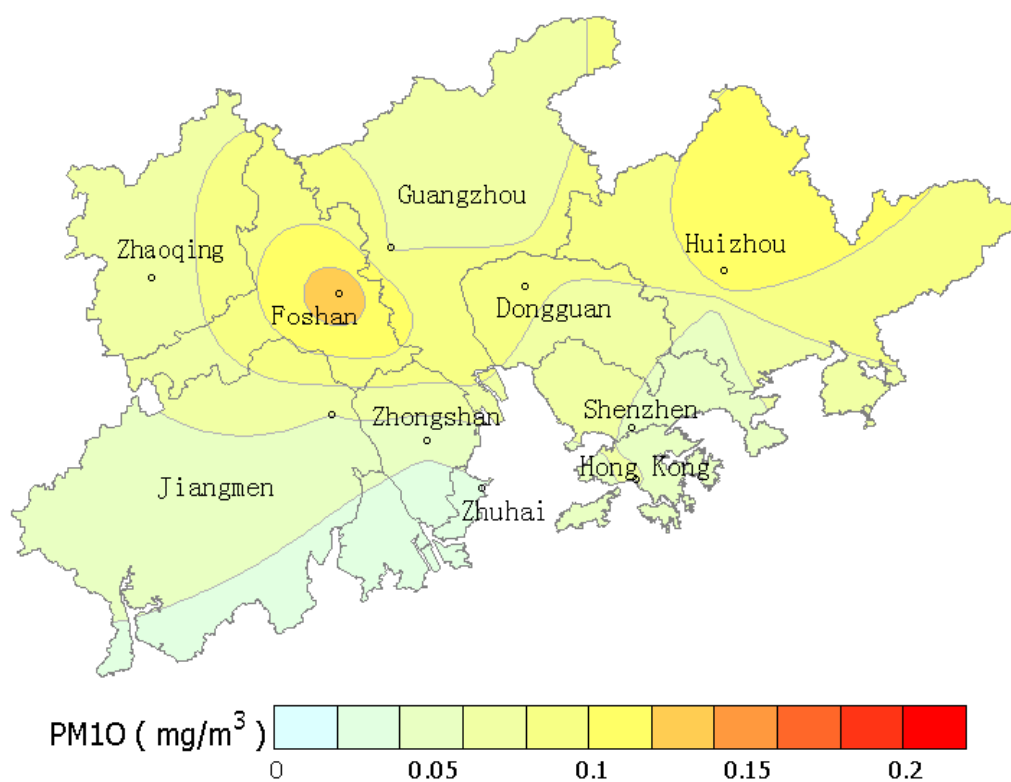 Guangzhou
Zhaoqing
Huizhou
Foshan
Dongguan
Zhongshan
Shenzhen
Hong Kong
Jiangmen
Zhuhai
PM10 ( mg/m³ )
0 0.05 0.1 0.15 0.2